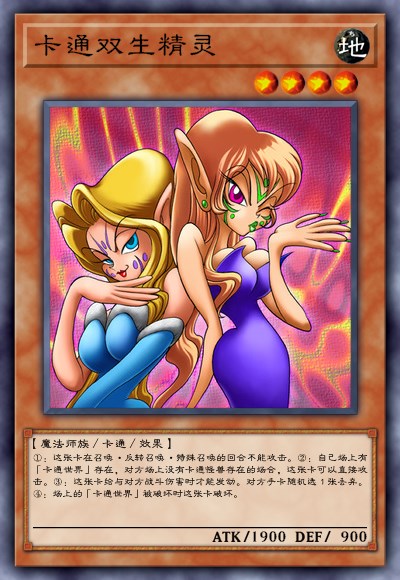 卡通双生精灵
地
【魔法师族／卡通／效果】
①：这张卡在召唤·反转召唤·特殊召唤的回合不能攻击。②：自己场上有
「卡通世界」存在，对方场上没有卡通怪兽存在的场合，这张卡可以直接攻
击。③：这张卡给与对方战斗伤害时才能发动。对方手卡随机选1张丢弃。
④：场上的「卡通世界」被破坏时这张卡破坏。
ATK/1900 DEF/ 900